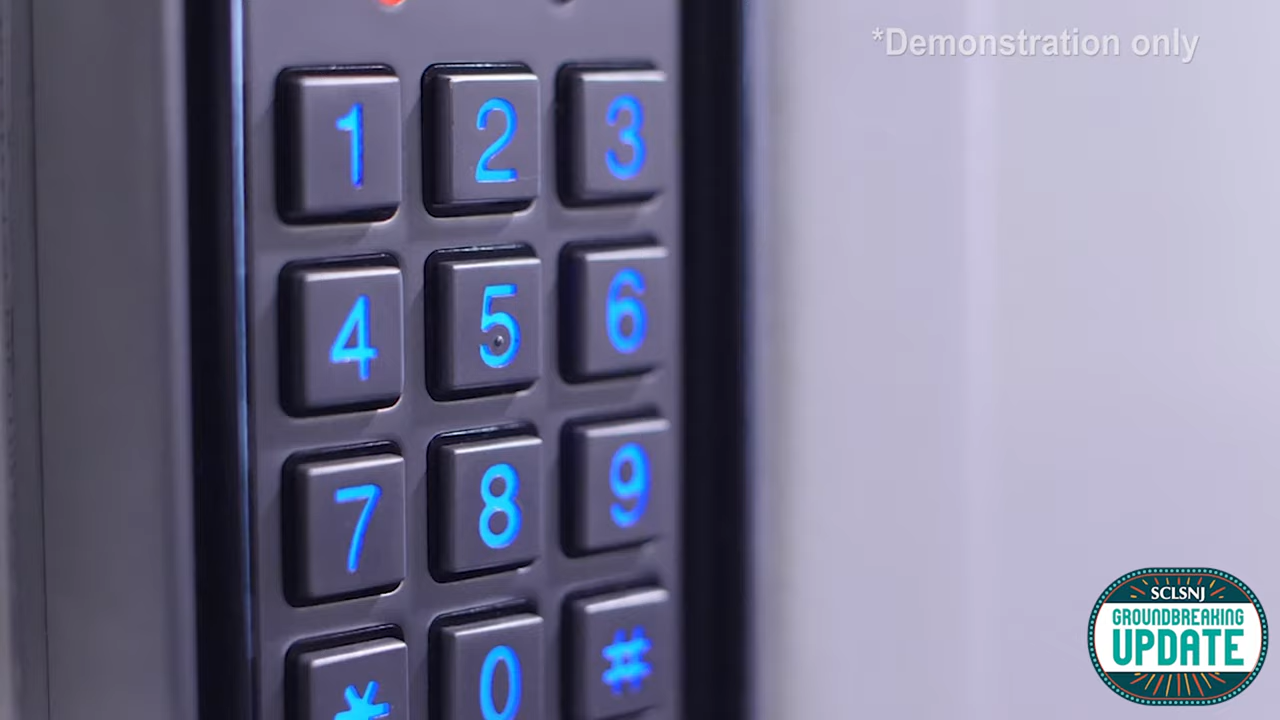 *Demonstration only
1 2 3
4 5 6
7 8 9
* 0 #
SCLSNJ
GROUNDBREAKING
UPDATE